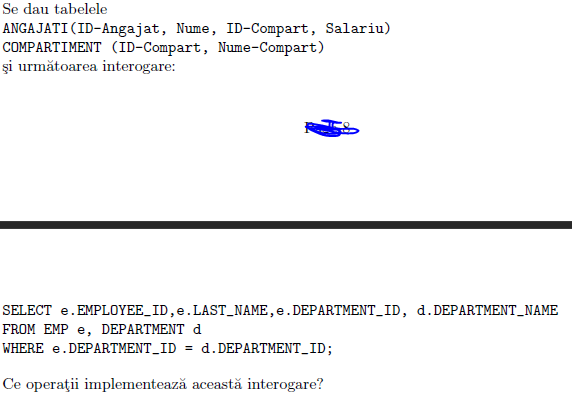 Se dau tabelele
ANGAJATI(ID-Angajat, Nume, ID-Compart, Salariu)
COMPARTIMENT (ID-Compart, Nume-Compart)
şi următoarea interogare:
SELECT e.EMPLOYEE_ID,e.LAST_NAME,e.DEPARTMENT_ID, d.DEPARTMENT_NAME
FROM EMP e, DEPARTMENT d
WHERE e.DEPARTMENT_ID = d.DEPARTMENT_ID;
Ce operaţii implementează această interogare?